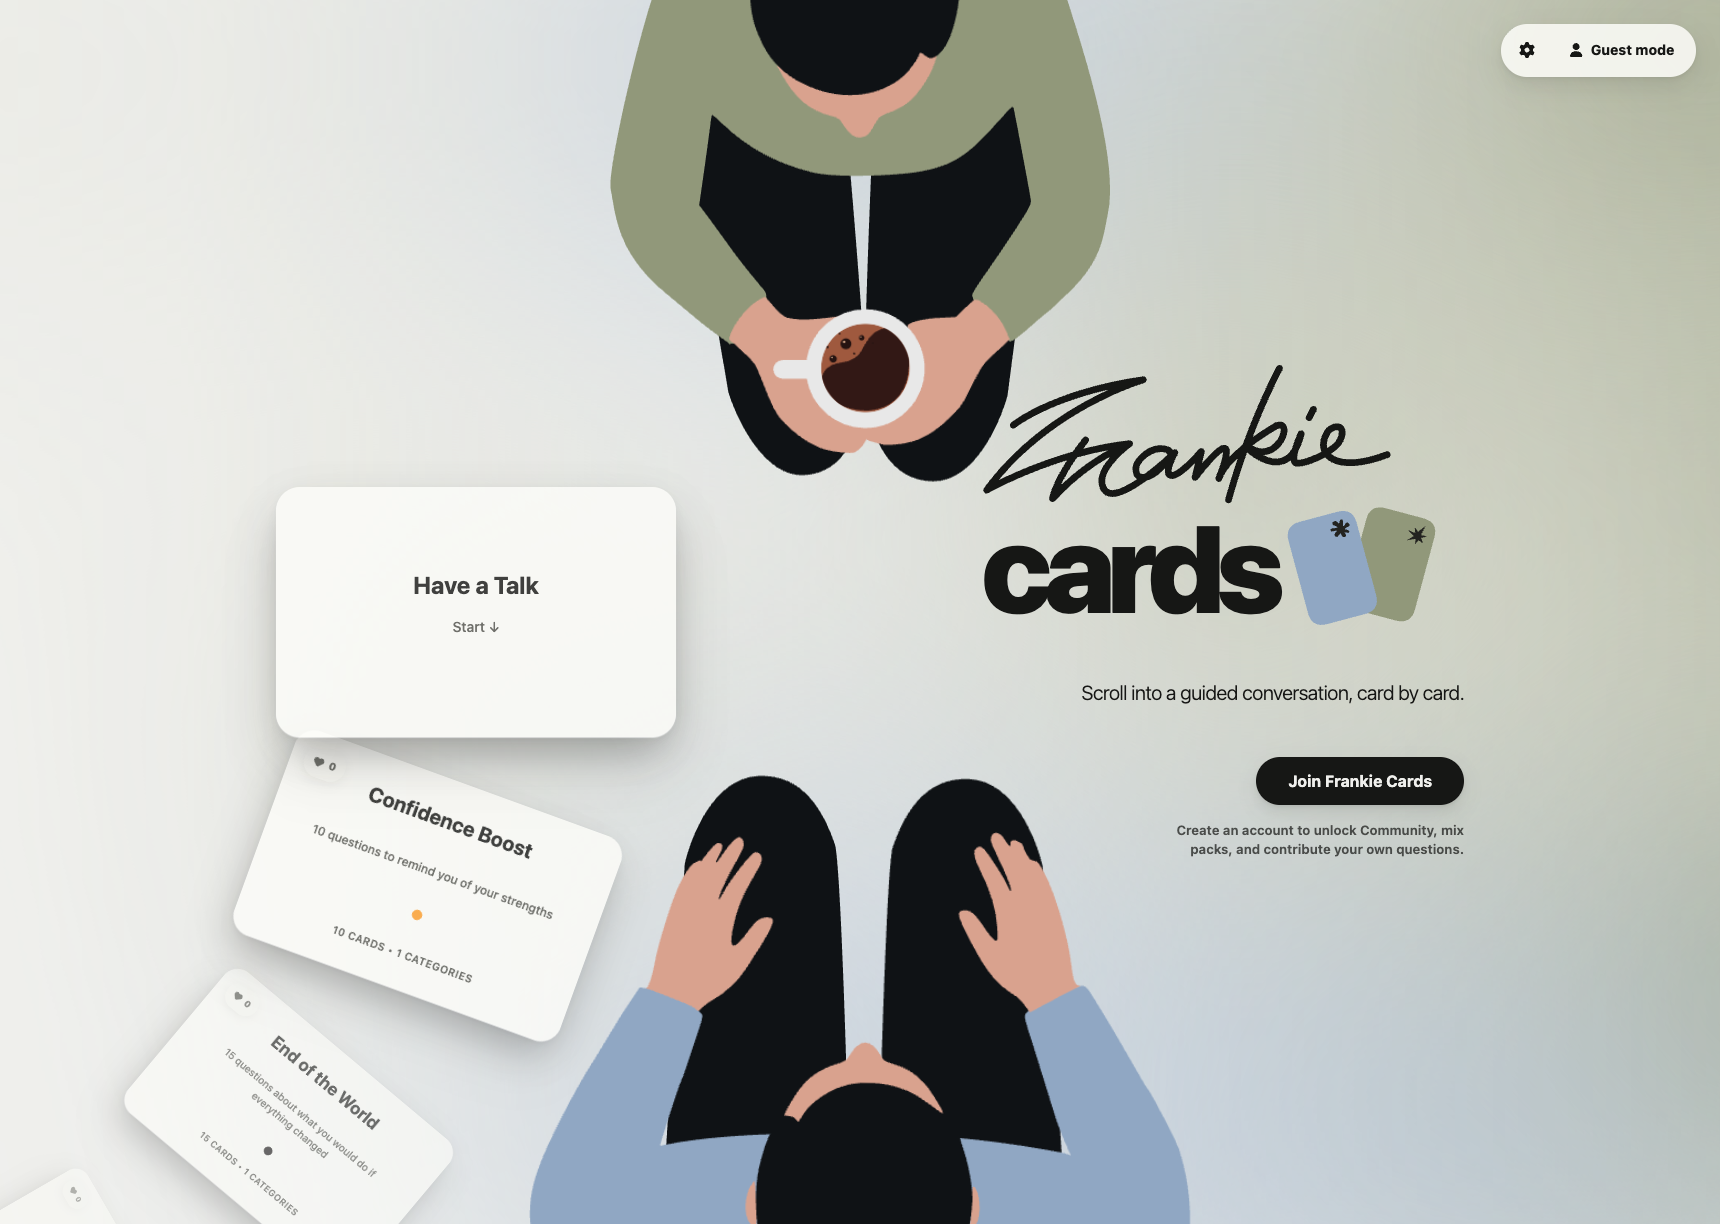 Guest mode
Frankie
cards
Have a Talk
Start ↓
Scroll into a guided conversation, card by card.
Join Frankie Cards
Create an account to unlock Community, mix
packs, and contribute your own questions.
0
Confidence Boost
10 questions to remind you of your strengths
10 CARDS • 1 CATEGORIES
0
End of the World
15 questions about what you would do if
everything changed
15 CARDS • 1 CATEGORIES
0